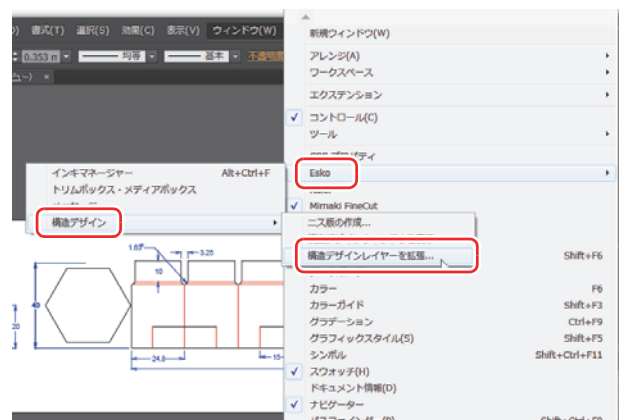 書式(T) 選択(S) 効果(C) 表示(V) ウィンドウ(W)
0.353 m 均等 基本 不透明
新規ウィンドウ(W)
アレンジ(A)
ワークスペース
エクステンション
コントロール(C)
ツール
Esko
Mimaki FineCut
インキマネージャー Alt+Ctrl+F
トリムボックス・メディアボックス
構造デザイン
ニス版の作成...
構造デザインレイヤーを拡張...
Shift+F6
カラー F6
カラーガイド Shift+F3
グラデーション Ctrl+F9
グラフィックスタイル(S) Shift+F5
シンボル Shift+Ctrl+F11
スウォッチ(H)
ドキュメント情報(D)
ナビゲーター
1.63
3.25
10
48
20
24.8